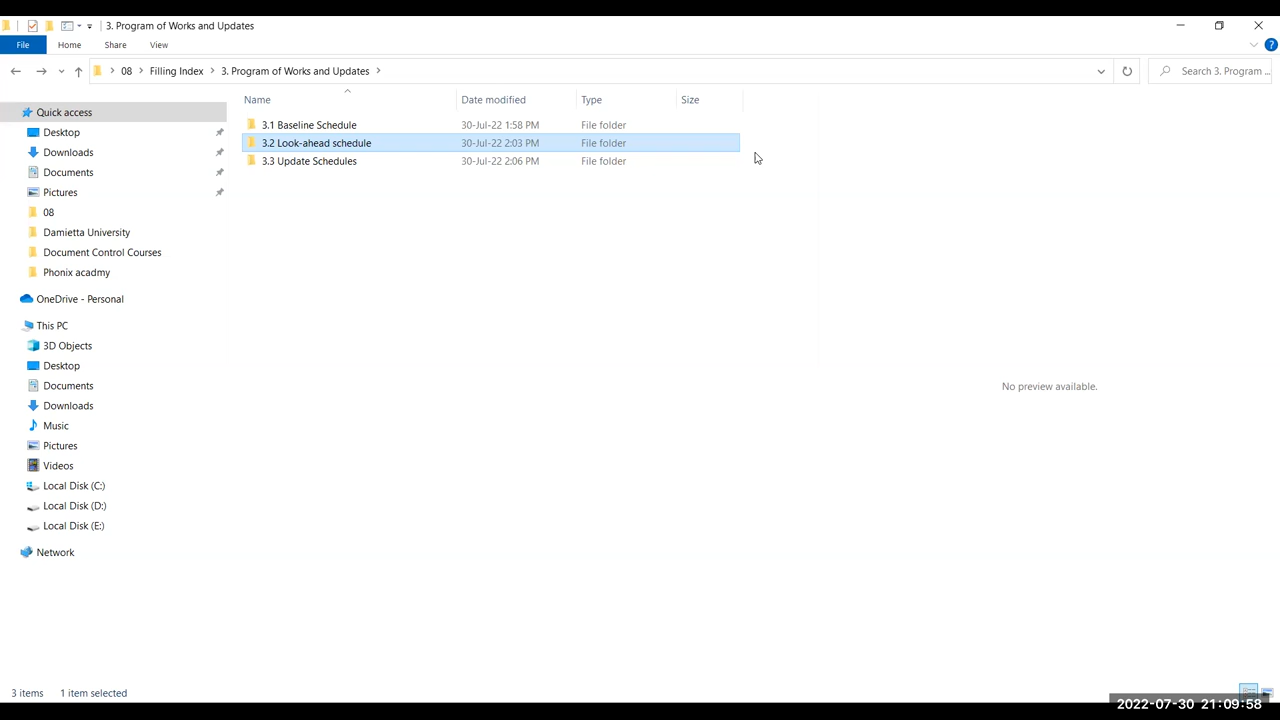 3. Program of Works and Updates
File Home Share View
08 Filling Index 3. Program of Works and Updates Search 3. Program ...
Name Date modified Type Size
3.1 Baseline Schedule 30-Jul-22 1:58 PM File folder
3.2 Look-ahead schedule 30-Jul-22 2:03 PM File folder
3.3 Update Schedules 30-Jul-22 2:06 PM File folder
Quick access
Desktop
Downloads
Documents
Pictures
08
Damietta University
Document Control Courses
Phonix acadmy
OneDrive - Personal
This PC
3D Objects
Desktop
Documents
Downloads
Music
Pictures
Videos
Local Disk (C:)
Local Disk (D:)
Local Disk (E:)
Network
No preview available.
3 items 1 item selected
2022-07-30 21:09:58